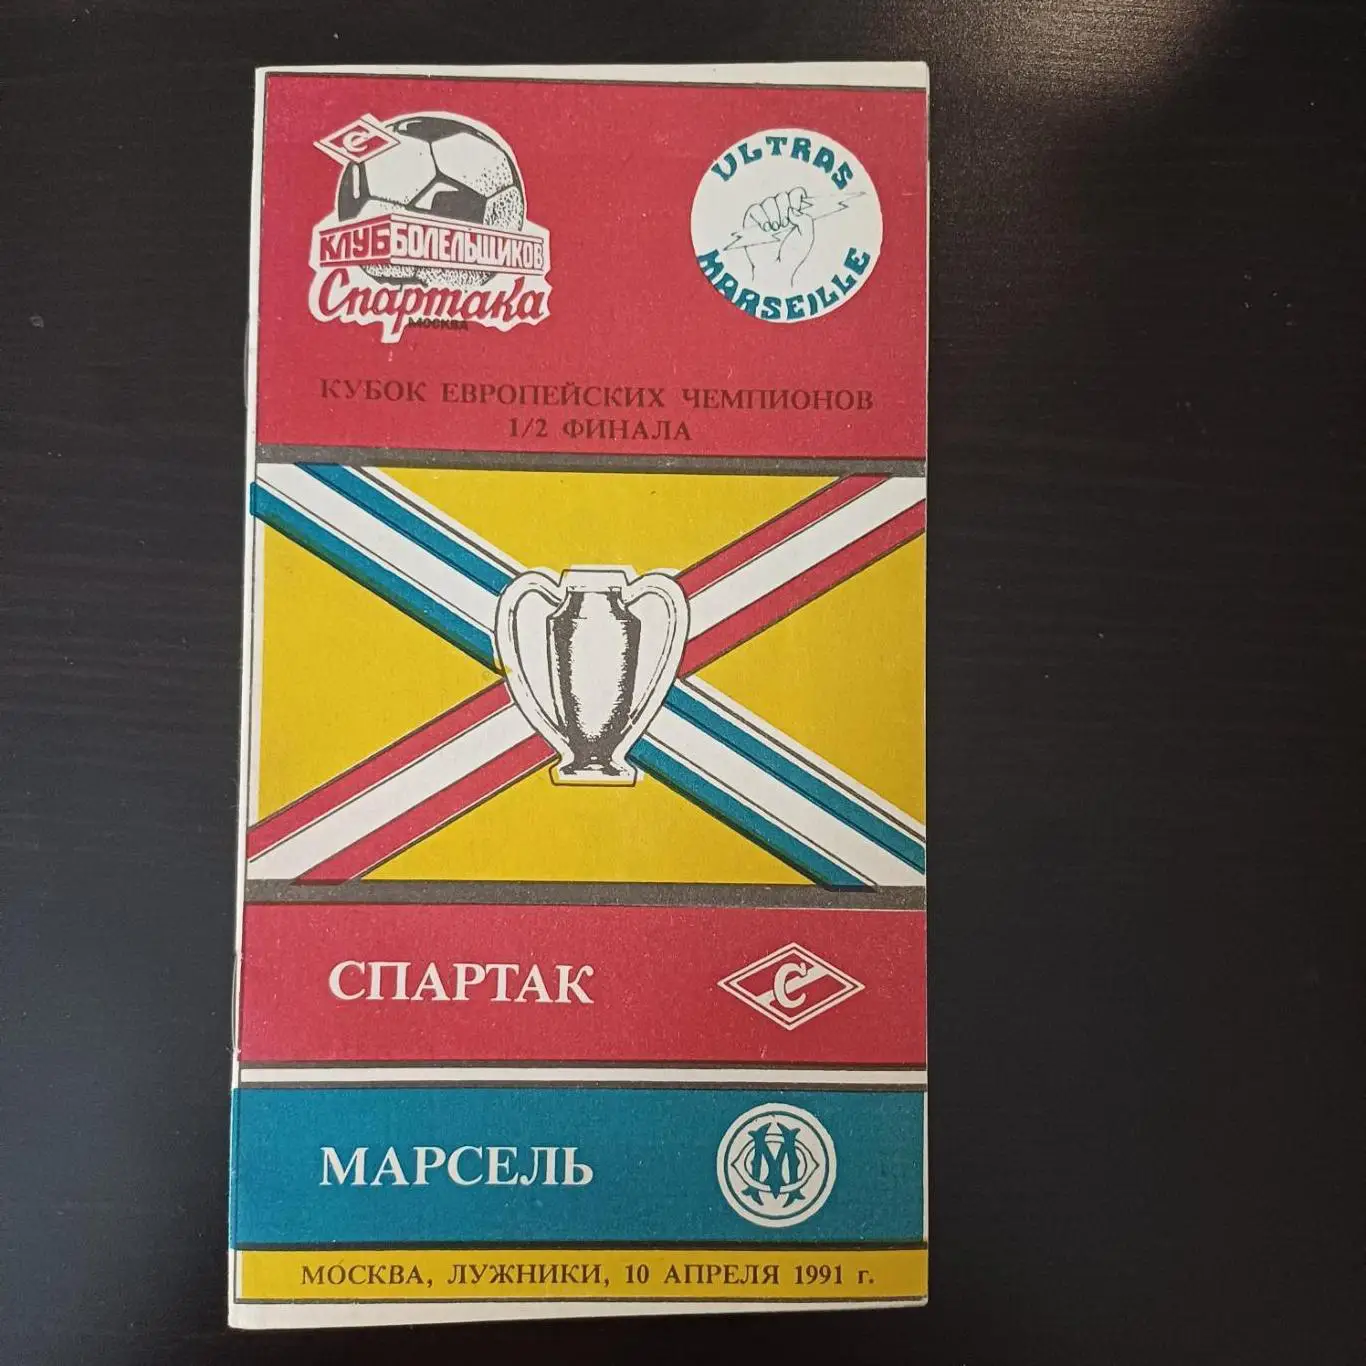 КЛУБ БОЛЕЛЬЩИКОВ
Спартака
МОСКВА
ULTRAS
MARSEILLE
КУБОК ЕВРОПЕЙСКИХ ЧЕМПИОНОВ
1/2 ФИНАЛА
СПАРТАК
МАРСЕЛЬ
МОСКВА, ЛУЖНИКИ, 10 АПРЕЛЯ 1991 г.